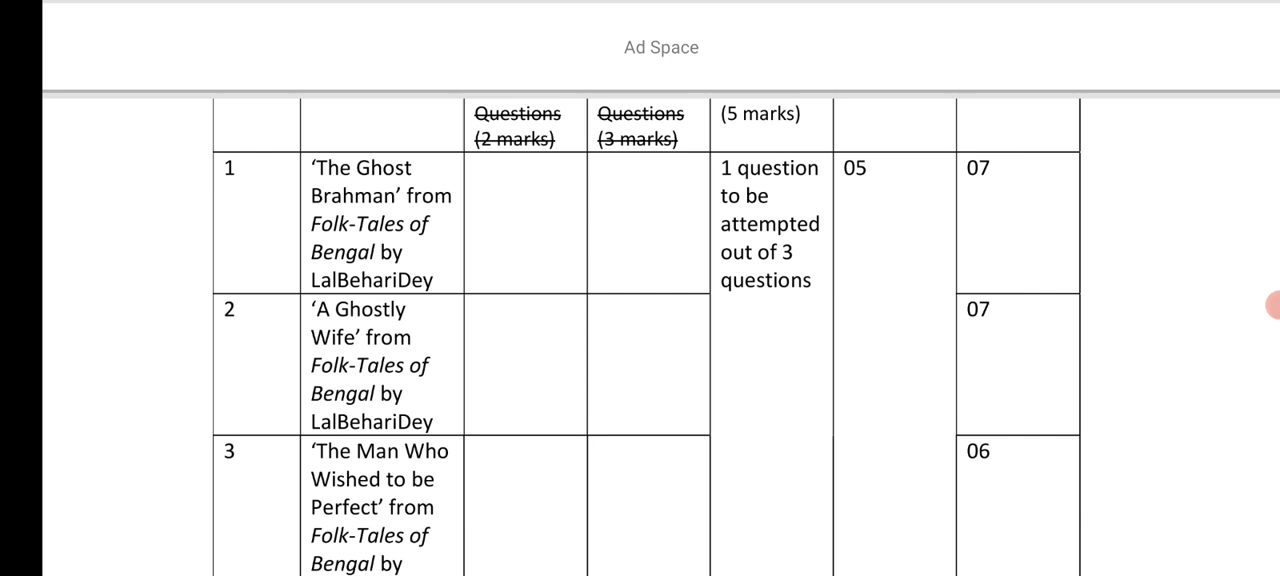 Ad Space
Questions
(2 marks)
Questions
(3 marks)
(5 marks)
1
‘The Ghost
Brahman’ from
Folk-Tales of
Bengal by
LalBehariDey
1 question
to be
attempted
out of 3
questions
05
07
2
‘A Ghostly
Wife’ from
Folk-Tales of
Bengal by
LalBehariDey
07
3
‘The Man Who
Wished to be
Perfect’ from
Folk-Tales of
Bengal by
06